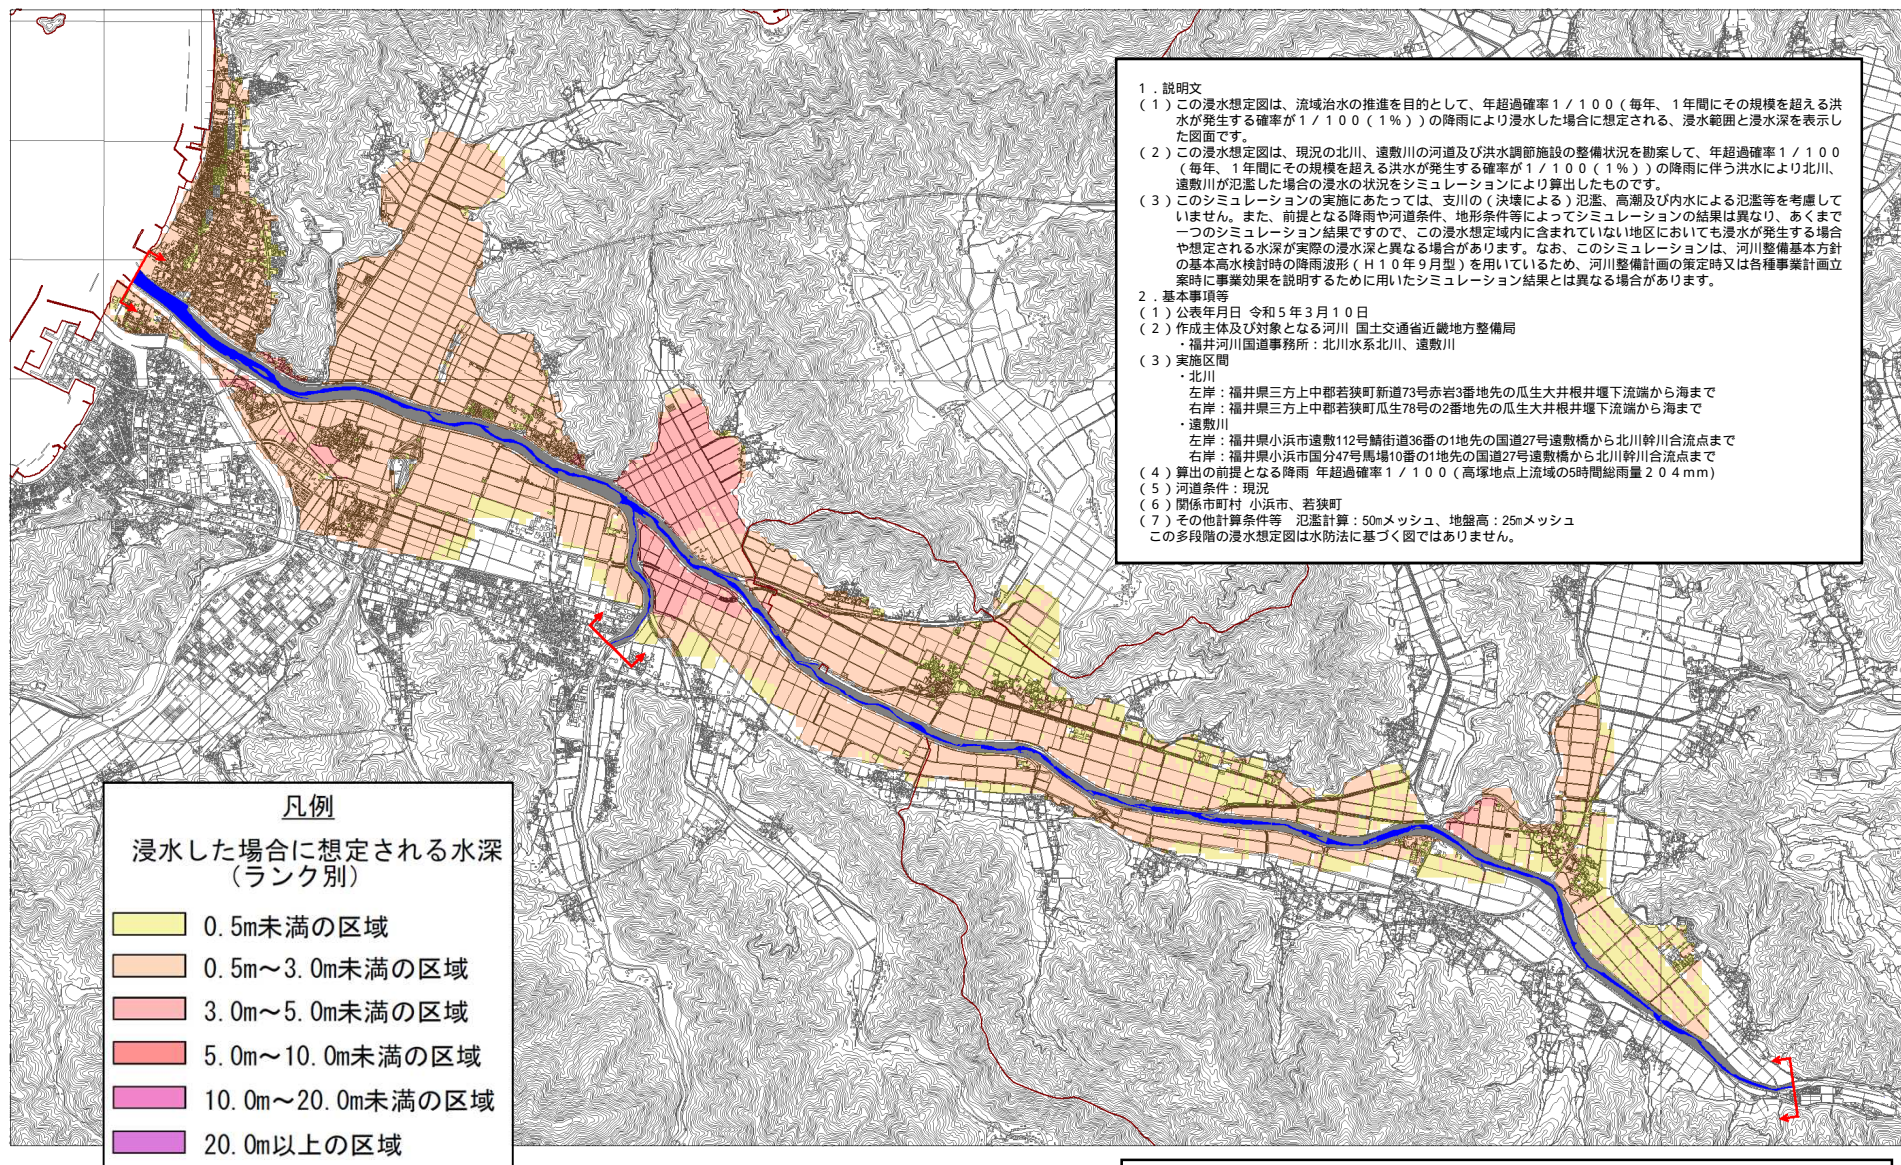 1．説明文
（1）この浸水想定図は、流域治水の推進を目的として、年超過確率1／100（毎年、1年間にその規模を超える洪
水が発生する確率が1／100（1％））の降雨により浸水した場合に想定される、浸水範囲と浸水深を表示し
た図面です。
（2）この浸水想定図は、現況の北川、遠敷川の河道及び洪水調節施設の整備状況を勘案して、年超過確率1／100
（毎年、1年間にその規模を超える洪水が発生する確率が1／100（1％））の降雨に伴う洪水により北川、
遠敷川が氾濫した場合の浸水の状況をシミュレーションにより算出したものです。
（3）このシミュレーションの実施にあたっては、支川の（決壊による）氾濫、高潮及び内水による氾濫等を考慮して
いません。また、前提となる降雨や河道条件、地形条件等によってシミュレーションの結果は異なり、あくまで
一つのシミュレーション結果ですので、この浸水想定域内に含まれていない地区においても浸水が発生する場合
や想定される水深が実際の浸水深と異なる場合があります。なお、このシミュレーションは、河川整備基本方針
の基本高水検討時の降雨波形（H10年9月型）を用いているため、河川整備計画の策定時又は各種事業計画立
案時に事業効果を説明するために用いたシミュレーション結果とは異なる場合があります。
2．基本事項等
（1）公表年月日 令和5年3月10日
（2）作成主体及び対象となる河川 国土交通省近畿地方整備局
・福井河川国道事務所：北川水系北川、遠敷川
（3）実施区間
・北川
左岸：福井県三方上中郡若狭町新道73号赤岩3番地先の瓜生大井根井堰下流端から海まで
右岸：福井県三方上中郡若狭町瓜生78号の2番地先の瓜生大井根井堰下流端から海まで
・遠敷川
左岸：福井県小浜市遠敷112号鯖街道36番の1地先の国道27号遠敷橋から北川幹川合流点まで
右岸：福井県小浜市国分47号馬場10番の1地先の国道27号遠敷橋から北川幹川合流点まで
（4）算出の前提となる降雨 年超過確率1／100（高塚地点上流域の5時間総雨量204mm）
（5）河道条件：現況
（6）関係市町村 小浜市、若狭町
（7）その他計算条件等 氾濫計算：50mメッシュ、地盤高：25mメッシュ
この多段階の浸水想定図は水防法に基づく図ではありません。
凡例
浸水した場合に想定される水深
（ランク別）
0.5m未満の区域
0.5m～3.0m未満の区域
3.0m～5.0m未満の区域
5.0m～10.0m未満の区域
10.0m～20.0m未満の区域
20.0m以上の区域